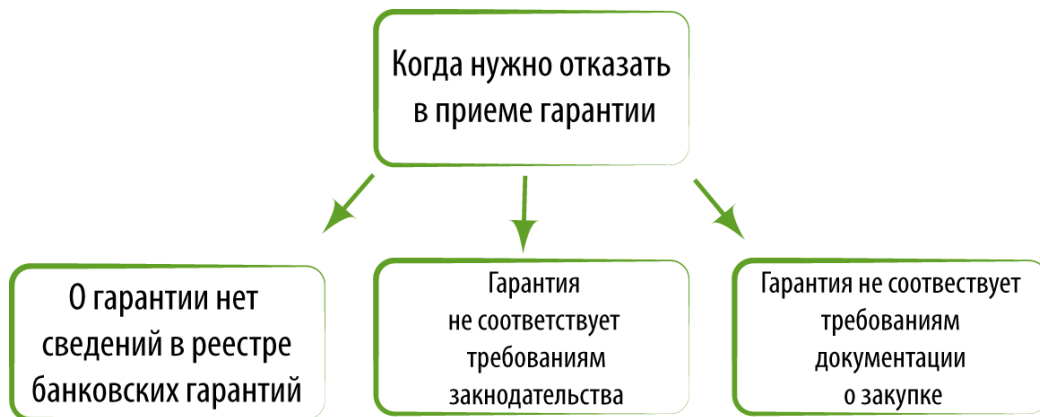 Когда нужно отказать
в приеме гарантии
О гарантии нет
сведений в реестре
банковских гарантий
Гарантия
не соответствует
требованиям
закнодательства
Гарантия не соотвествует
требованиям
документации
о закупке